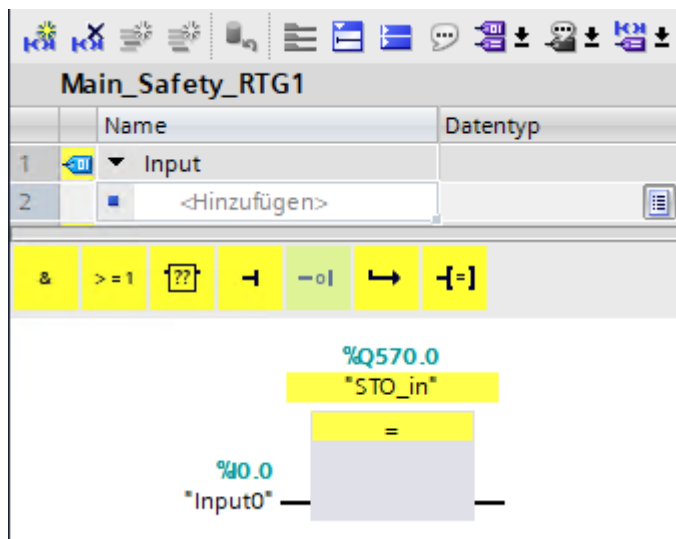 Main_Safety_RTG1
Name Datentyp
1 Input
2 <Hinzufügen>
& >=1 ?? =
%Q570.0
"STO_in"
=
%I0.0
"Input0"